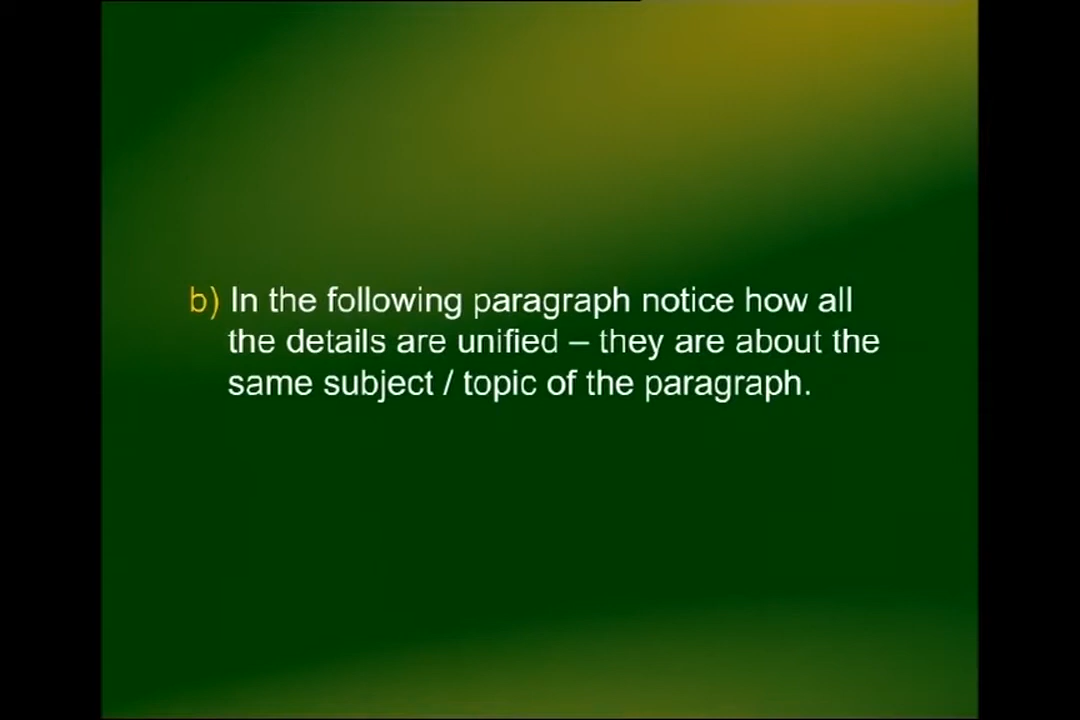 b) In the following paragraph notice how all
the details are unified – they are about the
same subject / topic of the paragraph.